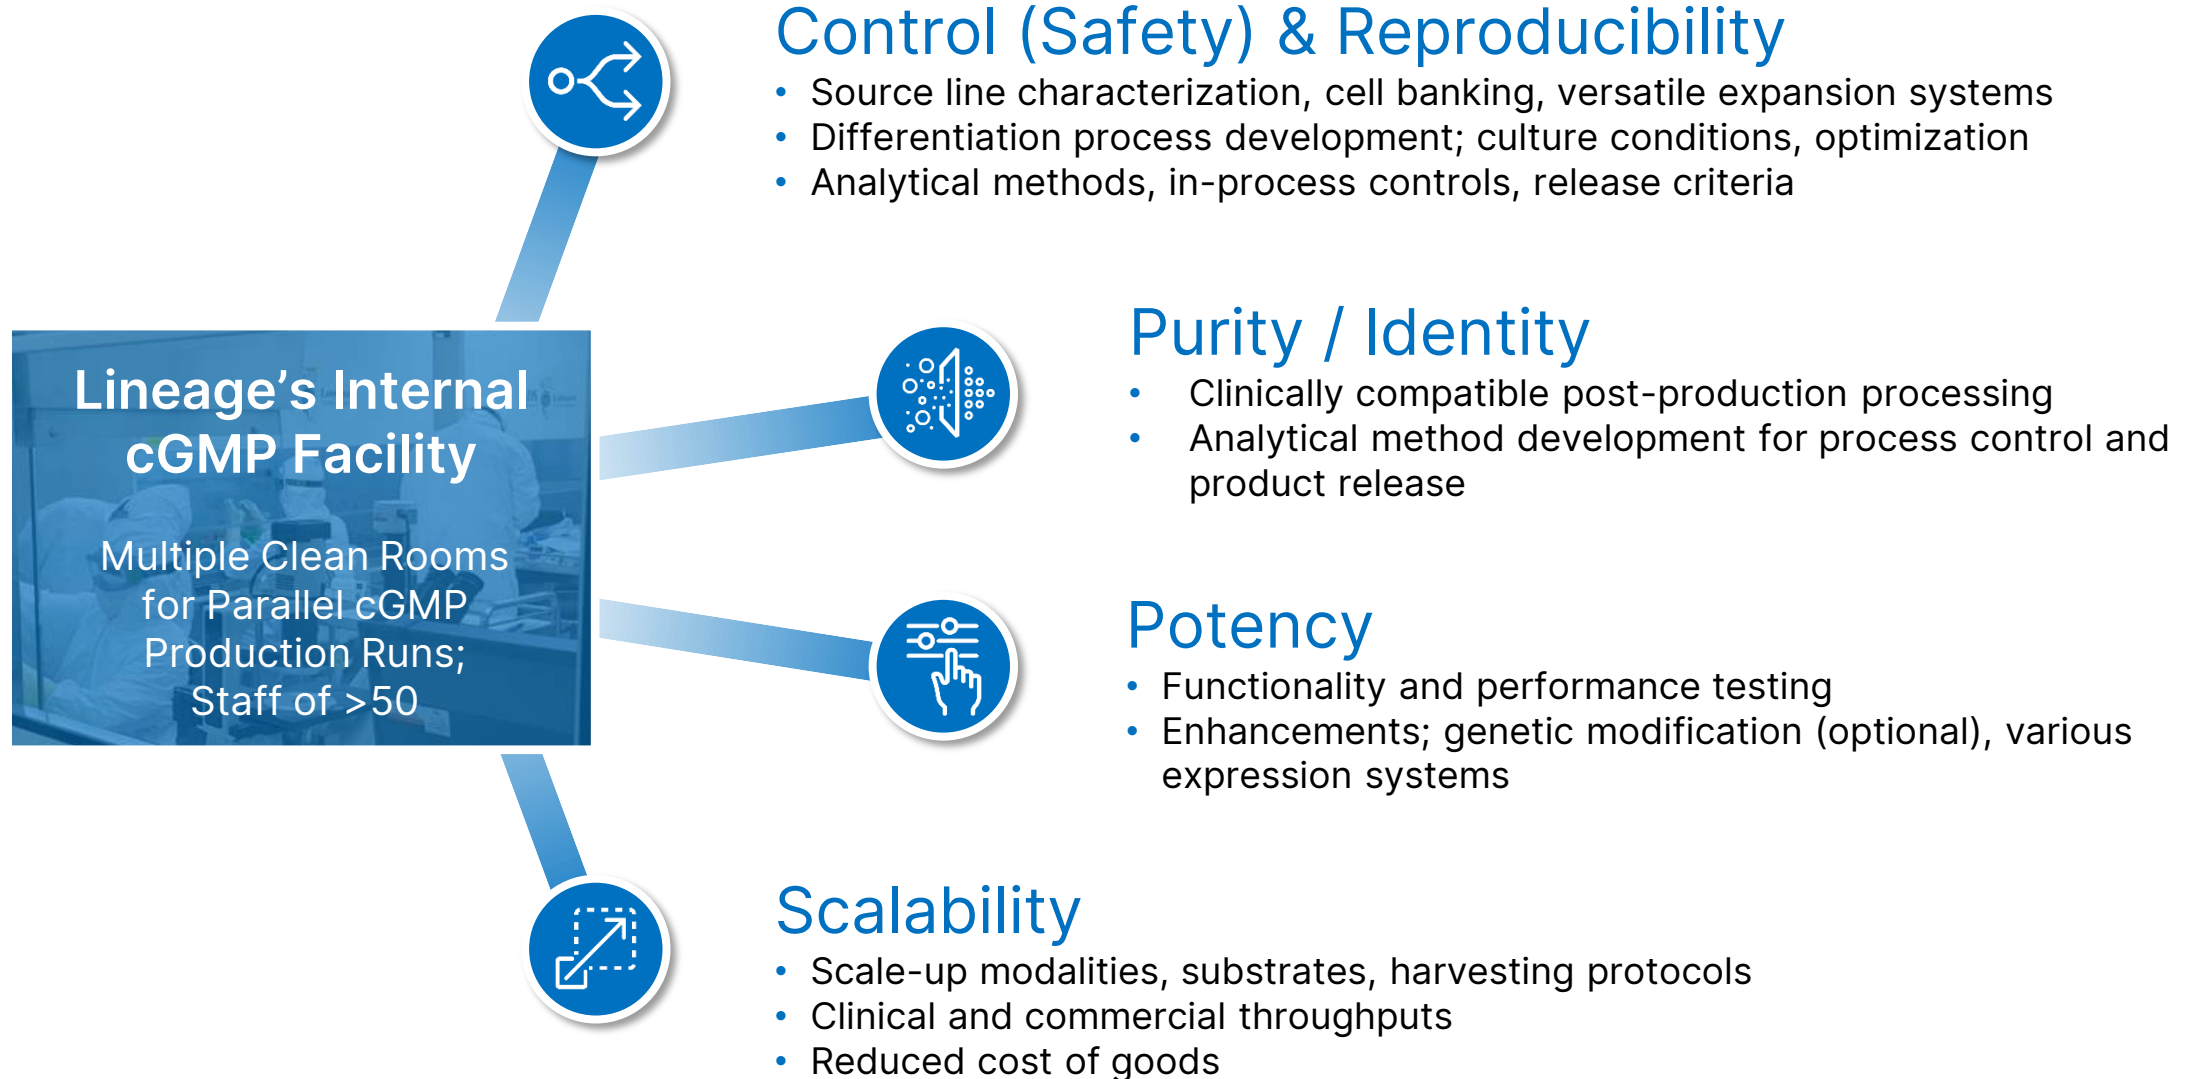 Control (Safety) & Reproducibility
• Source line characterization, cell banking, versatile expansion systems
• Differentiation process development; culture conditions, optimization
• Analytical methods, in-process controls, release criteria
Lineage’s Internal
cGMP Facility
Multiple Clean Rooms
for Parallel cGMP
Production Runs;
Staff of >50
Purity / Identity
• Clinically compatible post-production processing
• Analytical method development for process control and
product release
Potency
• Functionality and performance testing
• Enhancements; genetic modification (optional), various
expression systems
Scalability
• Scale-up modalities, substrates, harvesting protocols
• Clinical and commercial throughputs
• Reduced cost of goods